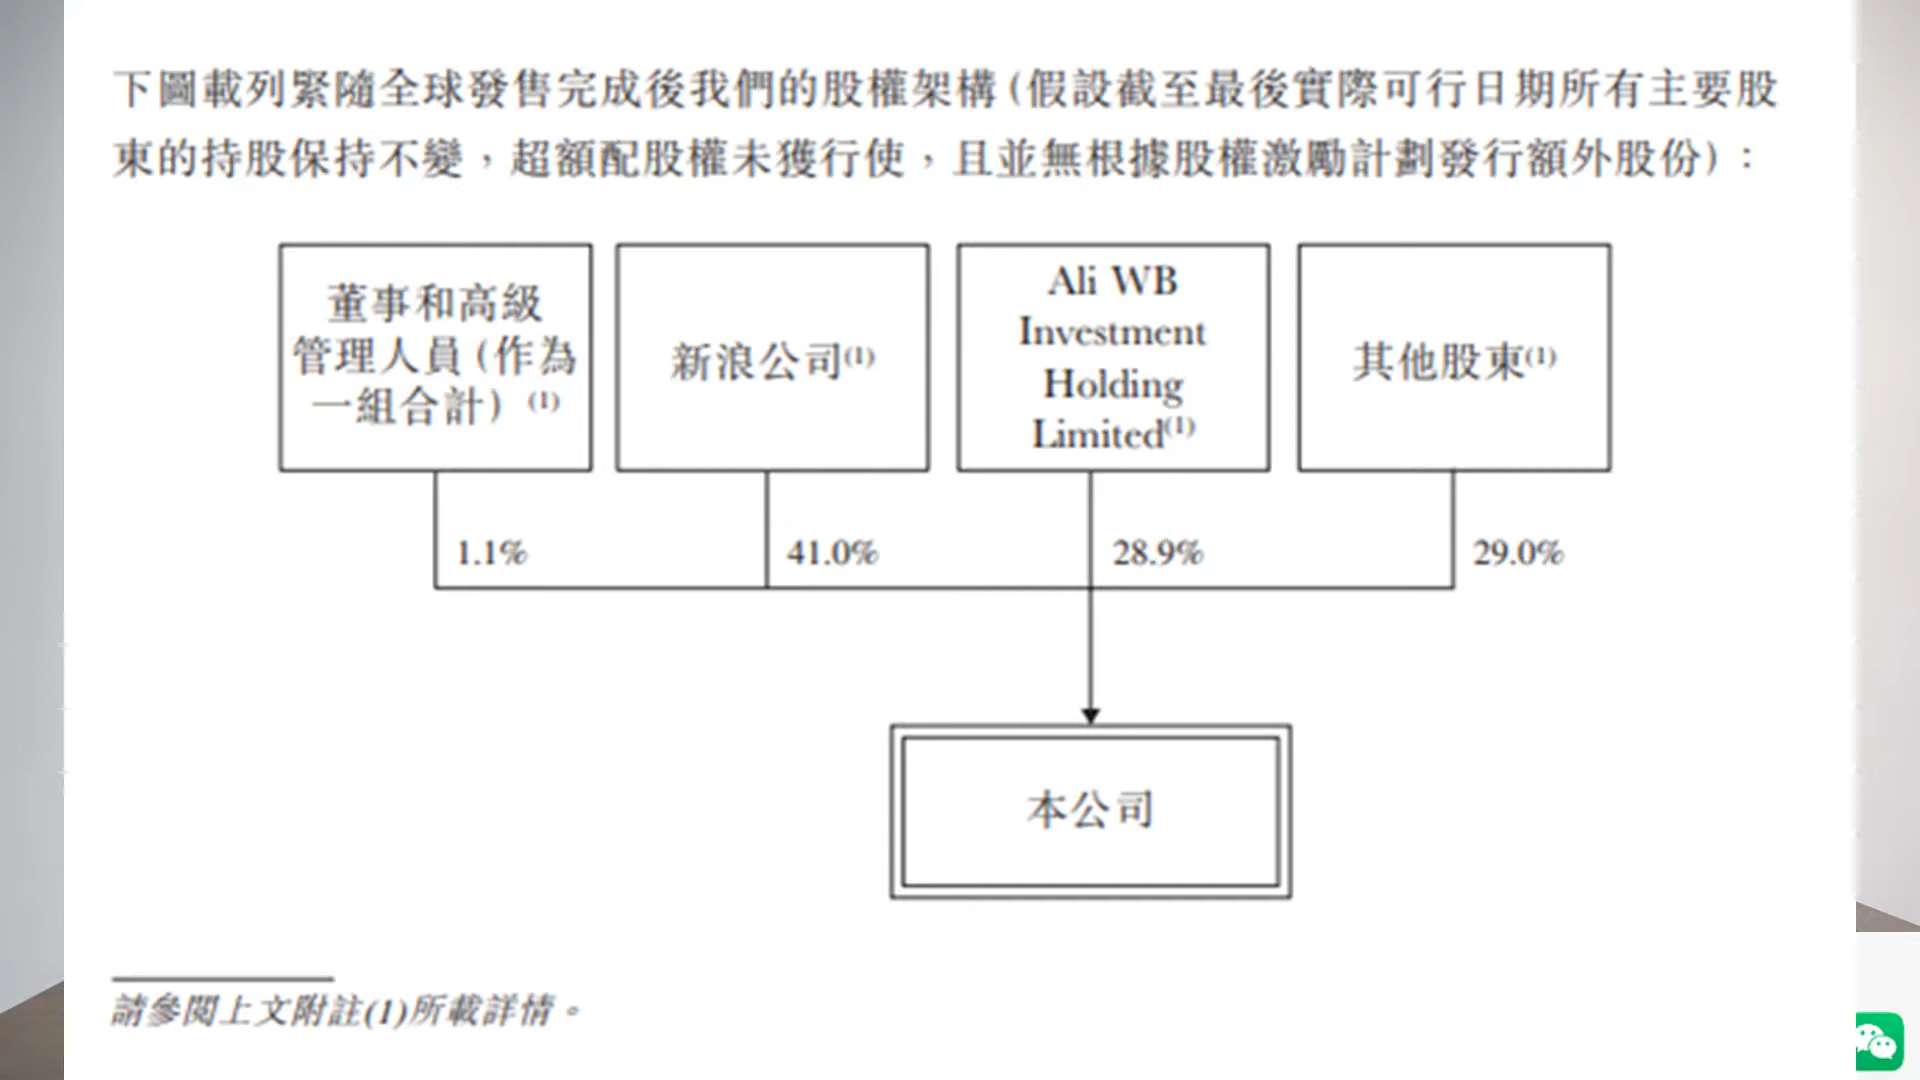 下圖載列緊隨全球發售完成後我們的股權架構(假設截至最後實際可行日期所有主要股
東的持股保持不變，超額配股權未獲行使，且並無根據股權激勵計劃發行額外股份)：
董事和高級
管理人員(作為
一組合計) (1)
新浪公司(1)
Ali WB
Investment
Holding
Limited(1)
其他股東(1)
1.1%
41.0%
28.9%
29.0%
本公司
請參閱上文附註(1)所載詳情。